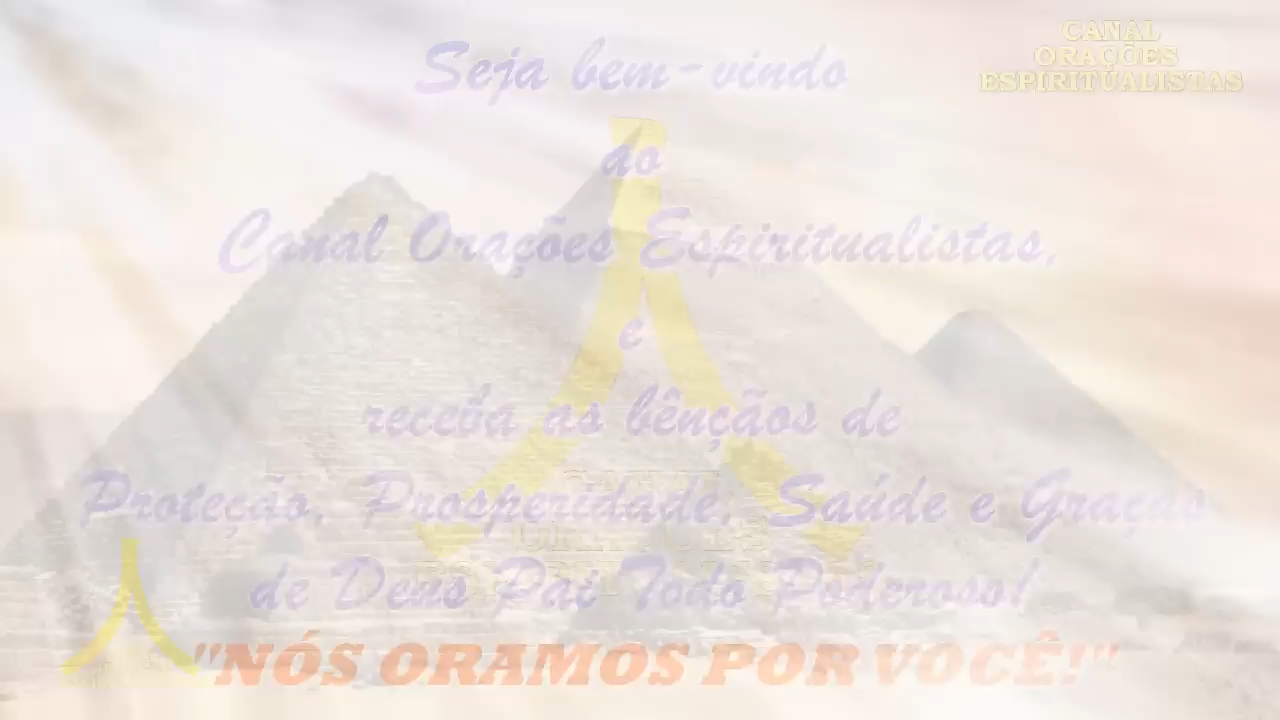 CANAL
ORAÇÕES
ESPIRITUALISTAS
Seja bem-vindo
ao
Canal Orações Espiritualistas,
e
receba as bênçãos de
Proteção, Prosperidade, Saúde e Graças
de Deus Pai Todo Poderoso!
"NÓS ORAMOS POR VOCÊ!"